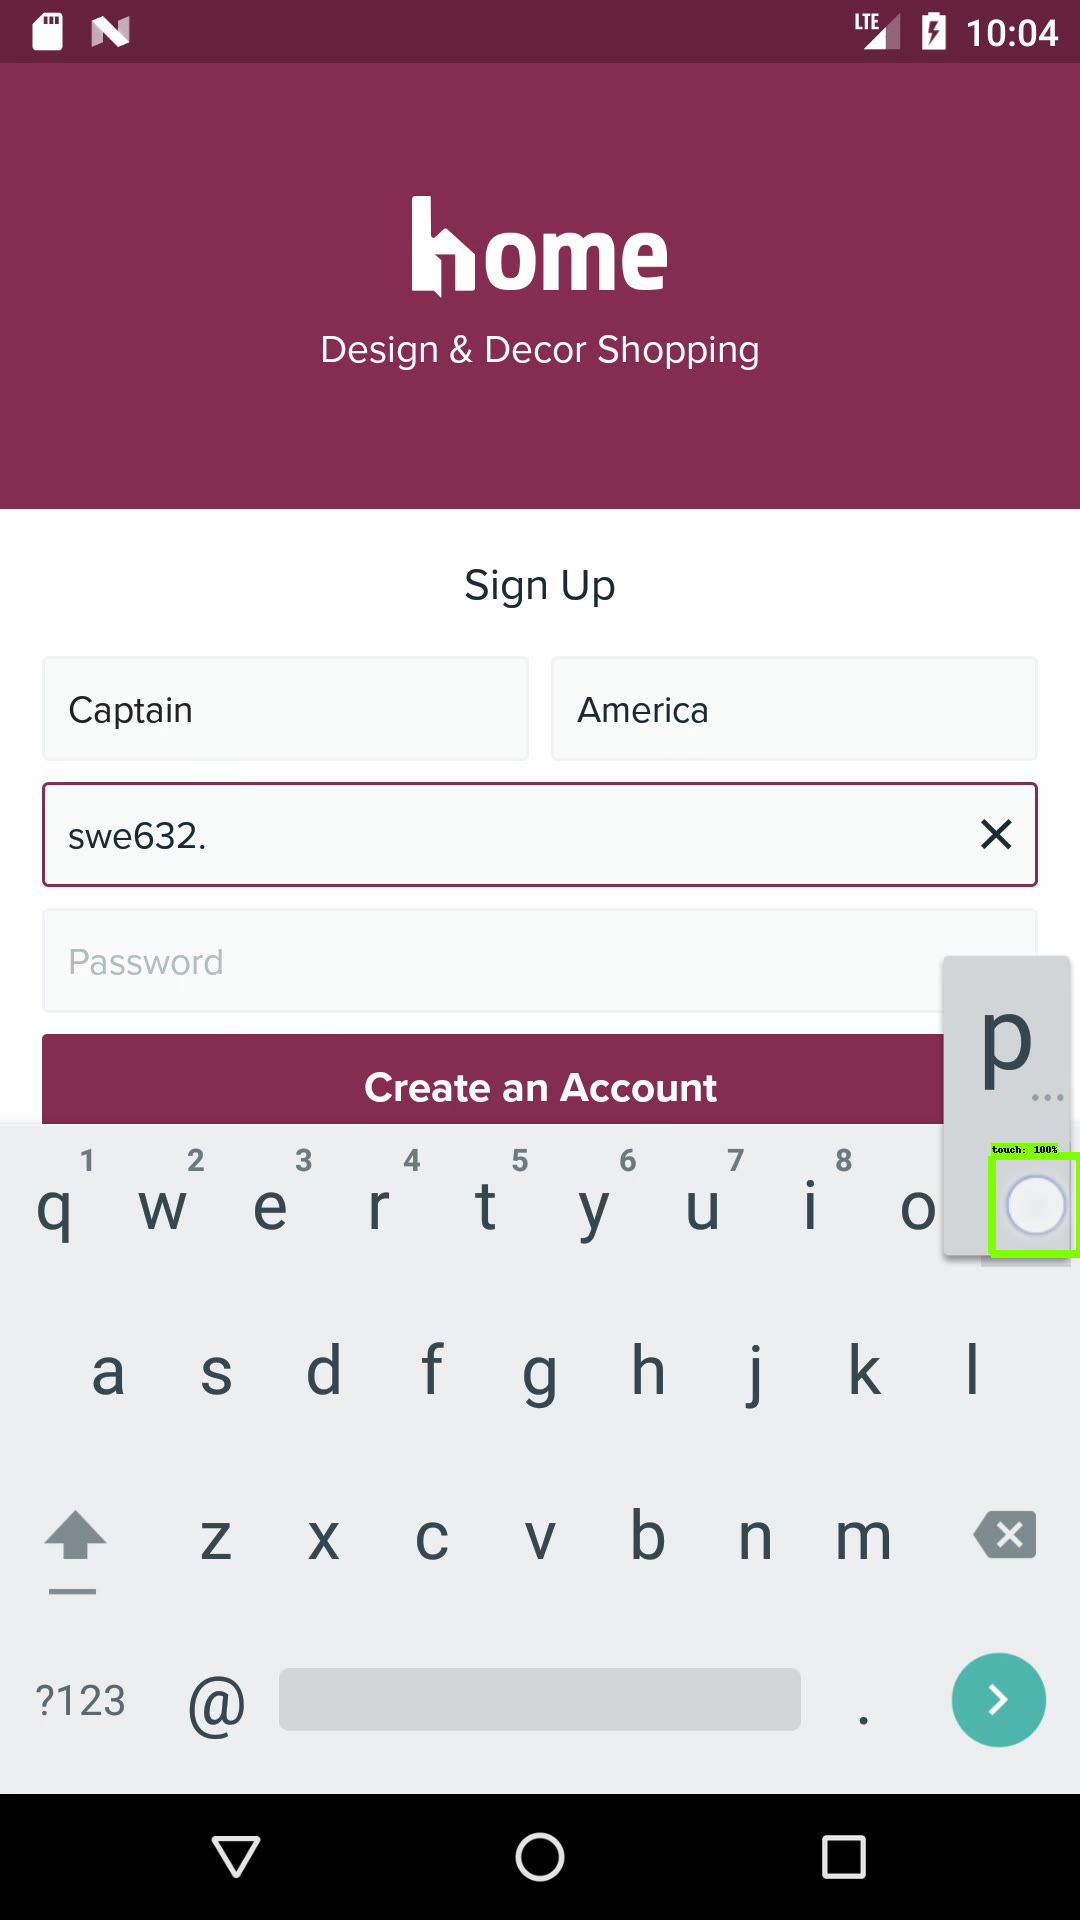 LTE 10:04
home
Design & Decor Shopping
Sign Up
Captain America
swe632.
Password
Create an Account
p
...
touch: 100%
1 2 3 4 5 6 7 8
q w e r t y u i o
a s d f g h j k l
z x c v b n m
?123 @ .